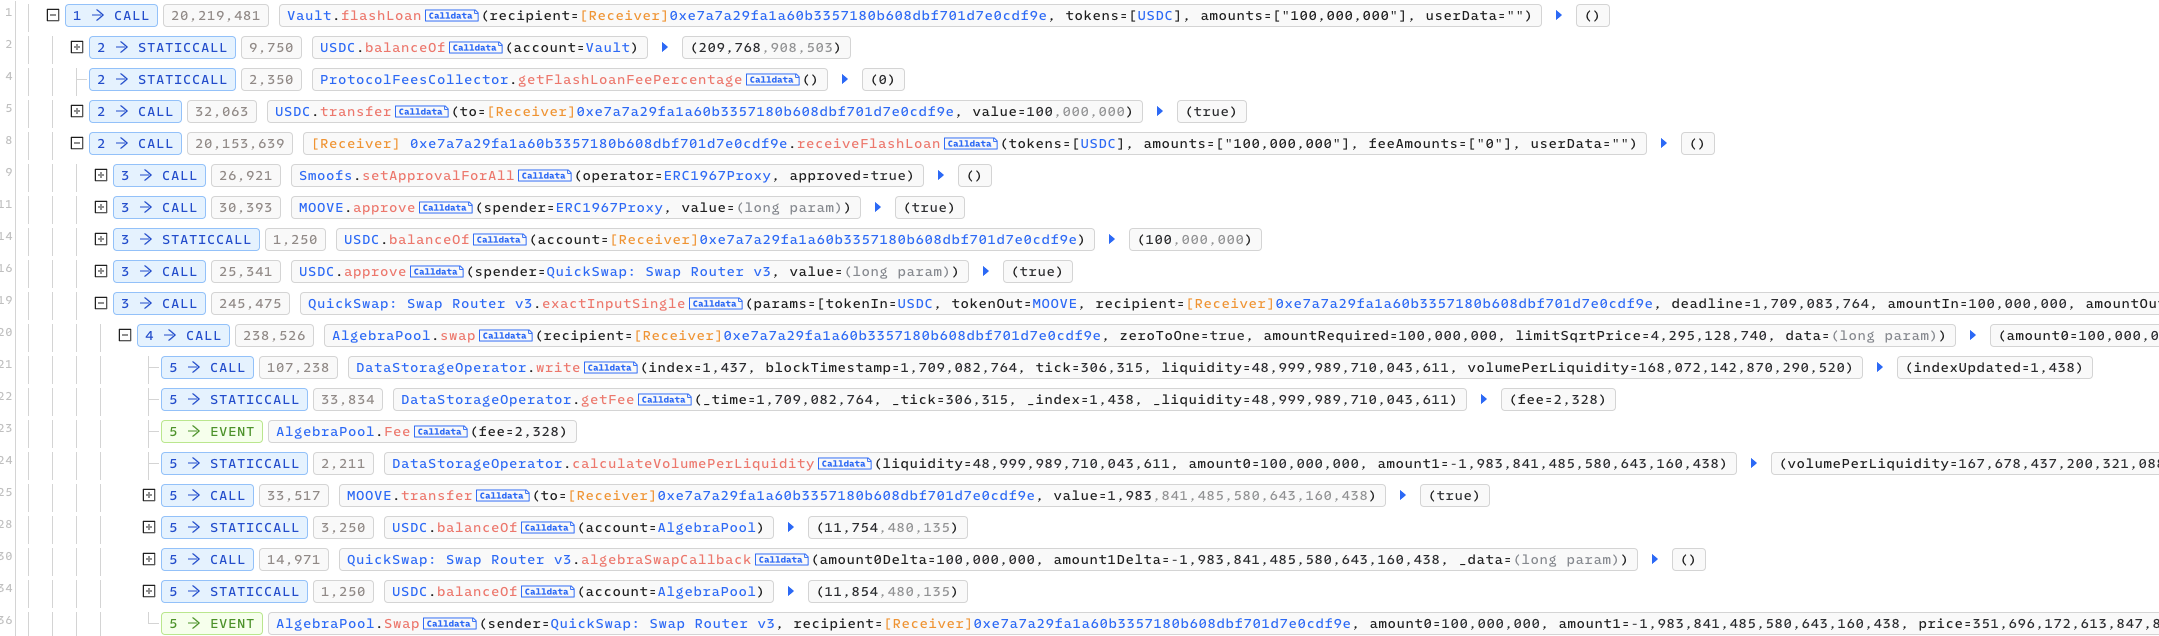 1 1 → CALL 20,219,481 Vault.flashLoan Calldata (recipient=[Receiver]0xe7a7a29fa1a60b3357180b608dbf701d7e0cdf9e, tokens=[USDC], amounts=["100,000,000"], userData="") ()
2 2 → STATICCALL 9,750 USDC.balanceOf Calldata (account=Vault) (209,768,908,503)
4 2 → STATICCALL 2,350 ProtocolFeesCollector.getFlashLoanFeePercentage Calldata () (0)
5 2 → CALL 32,063 USDC.transfer Calldata (to=[Receiver]0xe7a7a29fa1a60b3357180b608dbf701d7e0cdf9e, value=100,000,000) (true)
8 2 → CALL 20,153,639 [Receiver] 0xe7a7a29fa1a60b3357180b608dbf701d7e0cdf9e.receiveFlashLoan Calldata (tokens=[USDC], amounts=["100,000,000"], feeAmounts=["0"], userData="") ()
9 3 → CALL 26,921 Smoofs.setApprovalForAll Calldata (operator=ERC1967Proxy, approved=true) ()
11 3 → CALL 30,393 MOOVE.approve Calldata (spender=ERC1967Proxy, value=(long param)) (true)
14 3 → STATICCALL 1,250 USDC.balanceOf Calldata (account=[Receiver]0xe7a7a29fa1a60b3357180b608dbf701d7e0cdf9e) (100,000,000)
16 3 → CALL 25,341 USDC.approve Calldata (spender=QuickSwap: Swap Router v3, value=(long param)) (true)
19 3 → CALL 245,475 QuickSwap: Swap Router v3.exactInputSingle Calldata (params=[tokenIn=USDC, tokenOut=MOOVE, recipient=[Receiver]0xe7a7a29fa1a60b3357180b608dbf701d7e0cdf9e, deadline=1,709,083,764, amountIn=100,000,000, amountOu
20 4 → CALL 238,526 AlgebraPool.swap Calldata (recipient=[Receiver]0xe7a7a29fa1a60b3357180b608dbf701d7e0cdf9e, zeroToOne=true, amountRequired=100,000,000, limitSqrtPrice=4,295,128,740, data=(long param)) (amount0=100,000,0
21 5 → CALL 107,238 DataStorageOperator.write Calldata (index=1,437, blockTimestamp=1,709,082,764, tick=306,315, liquidity=48,999,989,710,043,611, volumePerLiquidity=168,072,142,870,290,520) (indexUpdated=1,438)
22 5 → STATICCALL 33,834 DataStorageOperator.getFee Calldata (_time=1,709,082,764, _tick=306,315, _index=1,438, _liquidity=48,999,989,710,043,611) (fee=2,328)
23 5 → EVENT AlgebraPool.Fee Calldata (fee=2,328)
24 5 → STATICCALL 2,211 DataStorageOperator.calculateVolumePerLiquidity Calldata (liquidity=48,999,989,710,043,611, amount0=100,000,000, amount1=-1,983,841,485,580,643,160,438) (volumePerLiquidity=167,678,437,200,321,088
25 5 → CALL 33,517 MOOVE.transfer Calldata (to=[Receiver]0xe7a7a29fa1a60b3357180b608dbf701d7e0cdf9e, value=1,983,841,485,580,643,160,438) (true)
28 5 → STATICCALL 3,250 USDC.balanceOf Calldata (account=AlgebraPool) (11,754,480,135)
30 5 → CALL 14,971 QuickSwap: Swap Router v3.algebraSwapCallback Calldata (amount0Delta=100,000,000, amount1Delta=-1,983,841,485,580,643,160,438, _data=(long param)) ()
34 5 → STATICCALL 1,250 USDC.balanceOf Calldata (account=AlgebraPool) (11,854,480,135)
36 5 → EVENT AlgebraPool.Swap Calldata (sender=QuickSwap: Swap Router v3, recipient=[Receiver]0xe7a7a29fa1a60b3357180b608dbf701d7e0cdf9e, amount0=100,000,000, amount1=-1,983,841,485,580,643,160,438, price=351,696,172,613,847,8